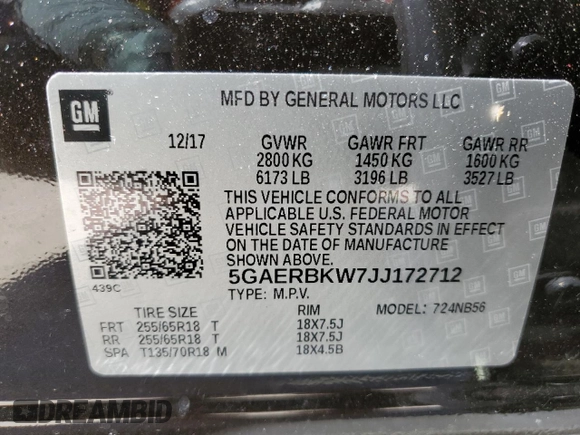 GM
MFD BY GENERAL MOTORS LLC
12/17 GVWR GAWR FRT GAWR RR
2800 KG 1450 KG 1600 KG
6173 LB 3196 LB 3527 LB
THIS VEHICLE CONFORMS TO ALL
APPLICABLE U.S. FEDERAL MOTOR
VEHICLE SAFETY STANDARDS IN EFFECT
ON THE DATE OF MANUFACTURE
SHOWN ABOVE.
439C
5GAERBKW7JJ172712
TYPE: M.P.V. MODEL: 724NB56
TIRE SIZE RIM
FRT 255/65R18 T 18X7.5J
RR 255/65R18 T 18X7.5J
SPA T135/70R18 M 18X4.5B
DREAMBID